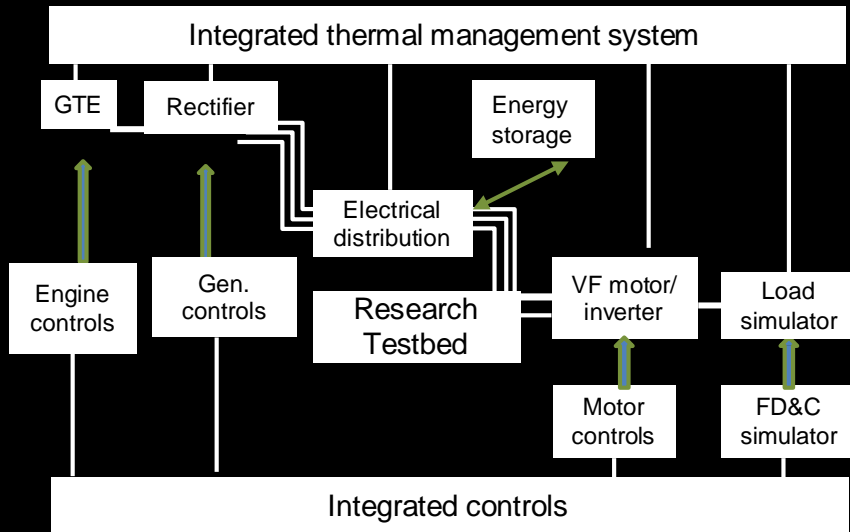 Integrated thermal management system
GTE
Rectifier
Energy
storage
Electrical
distribution
Engine
controls
Gen.
controls
Research
Testbed
VF motor/
inverter
Load
simulator
Motor
controls
FD&C
simulator
Integrated controls